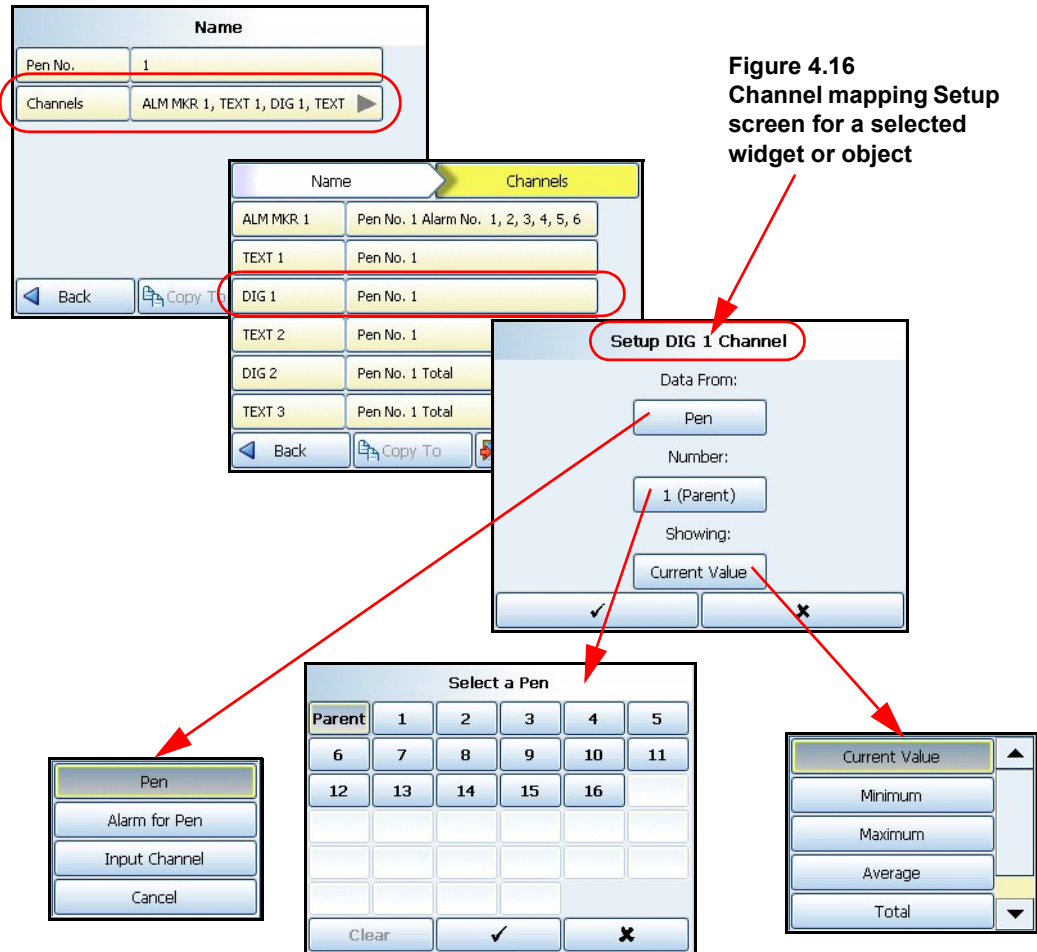 Name
Pen No. 1
Channels ALM MKR 1, TEXT 1, DIG 1, TEXT
Back Copy To
Figure 4.16
Channel mapping Setup
screen for a selected
widget or object
Name Channels
ALM MKR 1 Pen No. 1 Alarm No. 1, 2, 3, 4, 5, 6
TEXT 1 Pen No. 1
DIG 1 Pen No. 1
TEXT 2 Pen No. 1
DIG 2 Pen No. 1 Total
TEXT 3 Pen No. 1 Total
Back Copy To
Setup DIG 1 Channel
Data From:
Pen
Number:
1 (Parent)
Showing:
Current Value
Pen
Alarm for Pen
Input Channel
Cancel
Select a Pen
Parent 1 2 3 4 5
6 7 8 9 10 11
12 13 14 15 16
Clear
Current Value
Minimum
Maximum
Average
Total